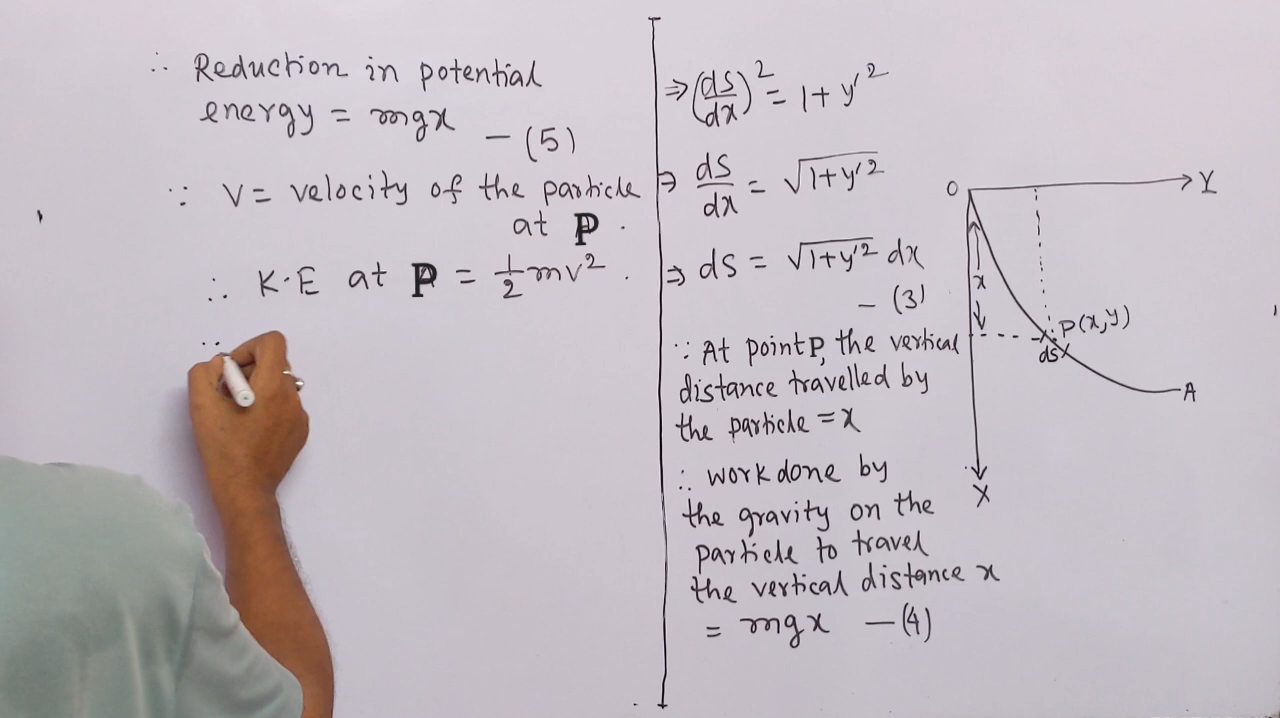 ∴ Reduction in potential
energy = mgx – (5)
∵ V = velocity of the particle
at P.
∴ K.E at P = 1/2 mv².
⇒ (ds/dx)² = 1 + y'²
⇒ ds/dx = √(1+y'²)
⇒ ds = √(1+y'²) dx
– (3)
∵ At point P, the vertical
distance travelled by
the particle = x
∴ work done by
the gravity on the
particle to travel
the vertical distance x
= mgx – (4)
O
Y
x
P(x,y)
ds
A
X